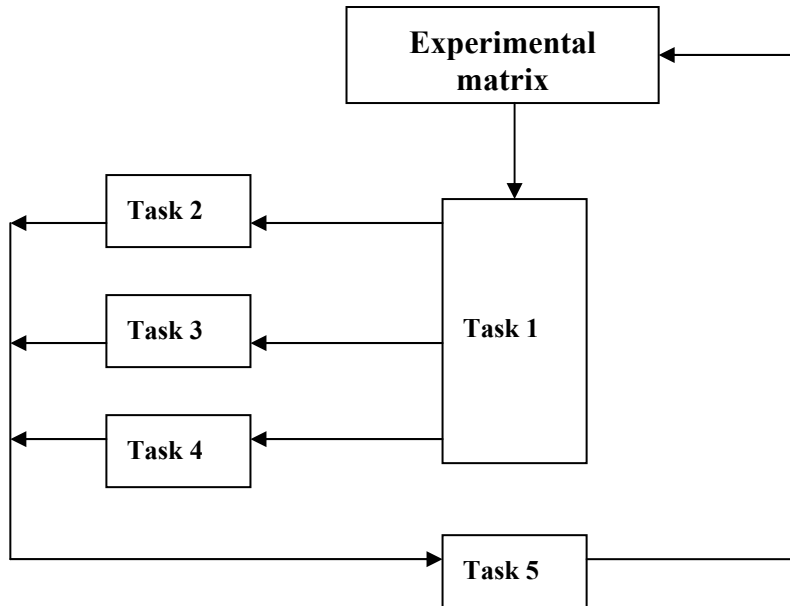 Experimental
matrix
Task 2
Task 3
Task 1
Task 4
Task 5